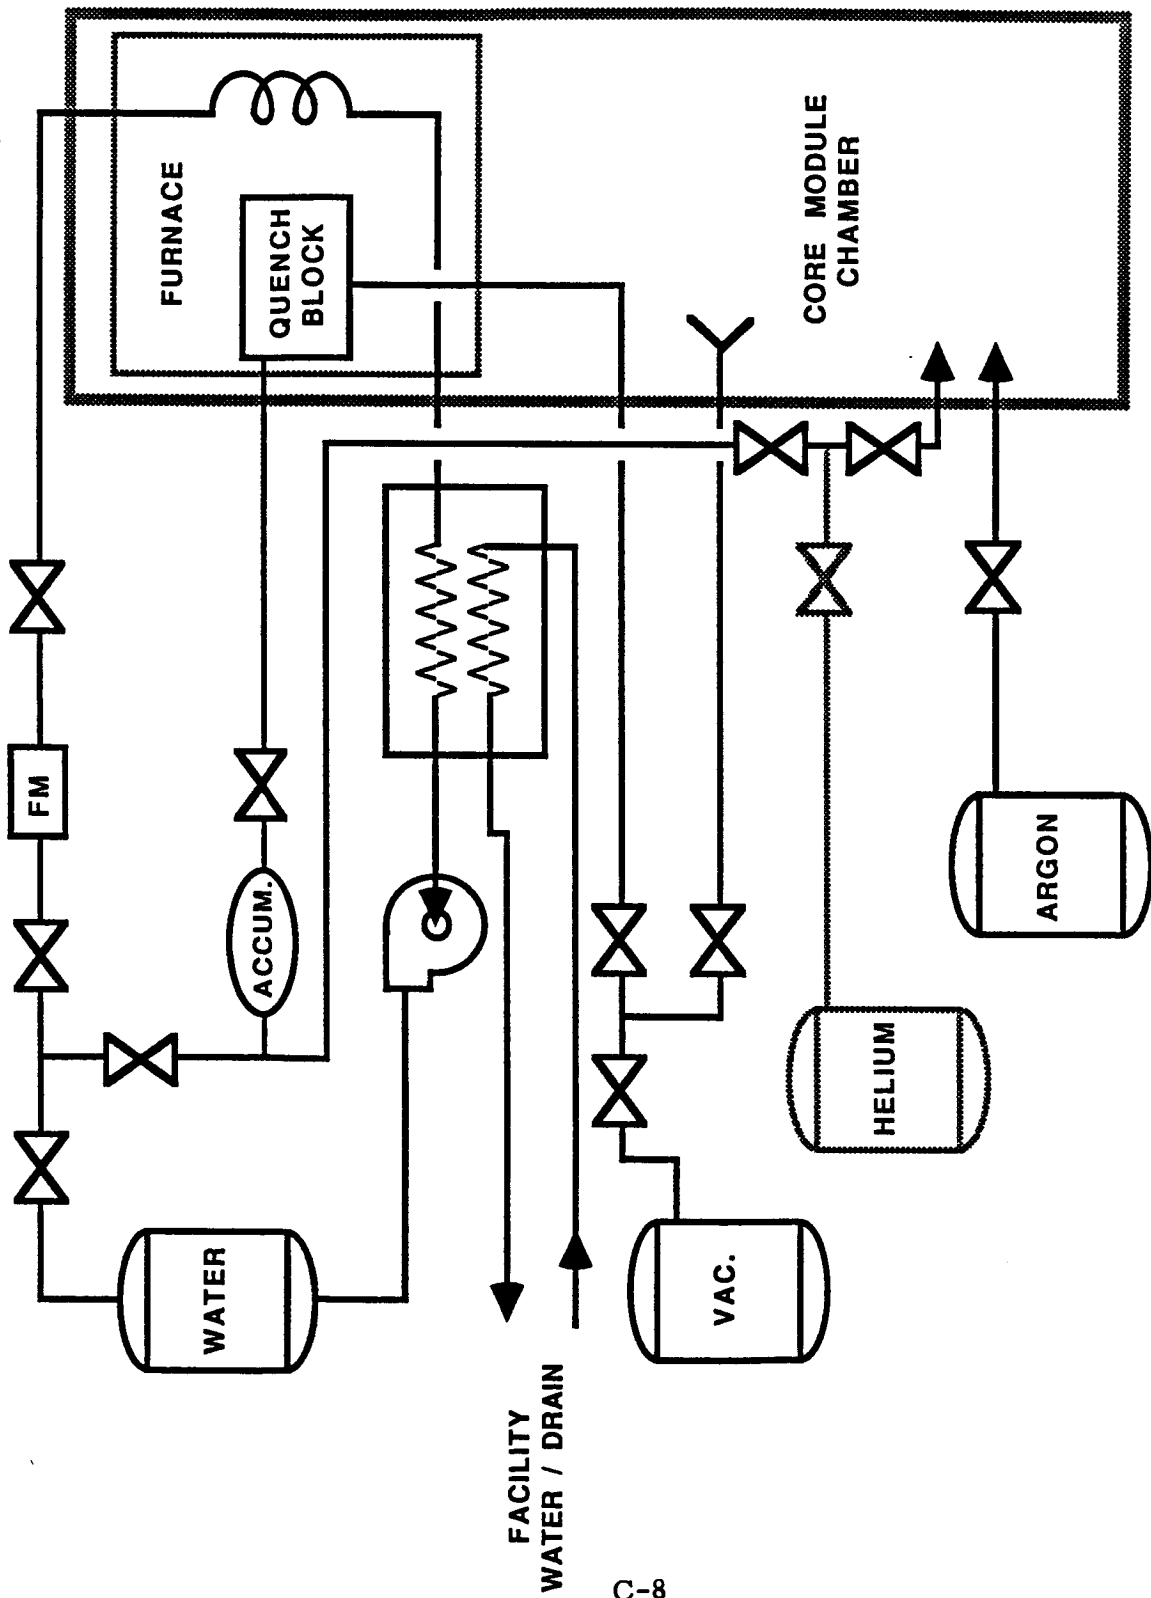 FURNACE
QUENCH
BLOCK
CORE MODULE
CHAMBER
FM
ACCUM.
WATER
FACILITY
WATER / DRAIN
VAC.
HELIUM
ARGON
C-8